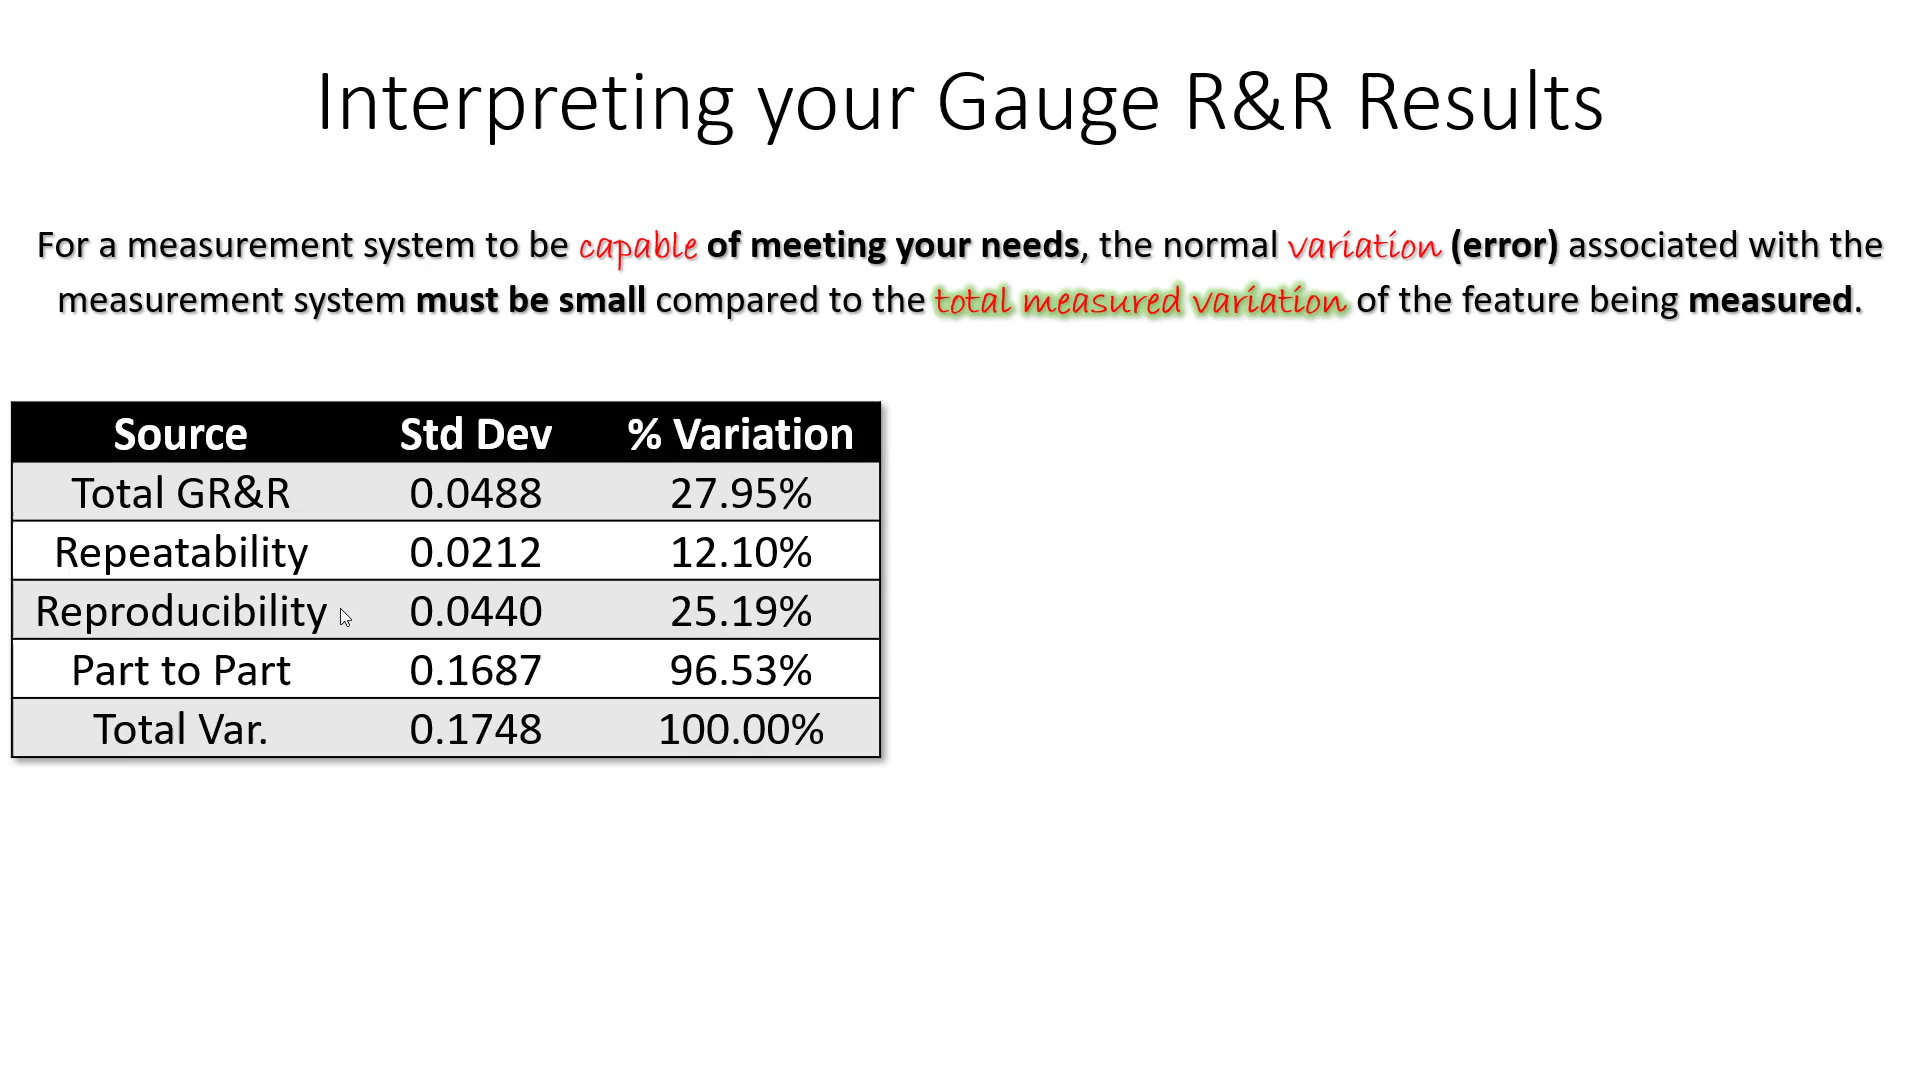 Interpreting your Gauge R&R Results
For a measurement system to be capable of meeting your needs, the normal variation (error) associated with the
measurement system must be small compared to the total measured variation of the feature being measured.
Source Std Dev % Variation
Total GR&R 0.0488 27.95%
Repeatability 0.0212 12.10%
Reproducibility 0.0440 25.19%
Part to Part 0.1687 96.53%
Total Var. 0.1748 100.00%